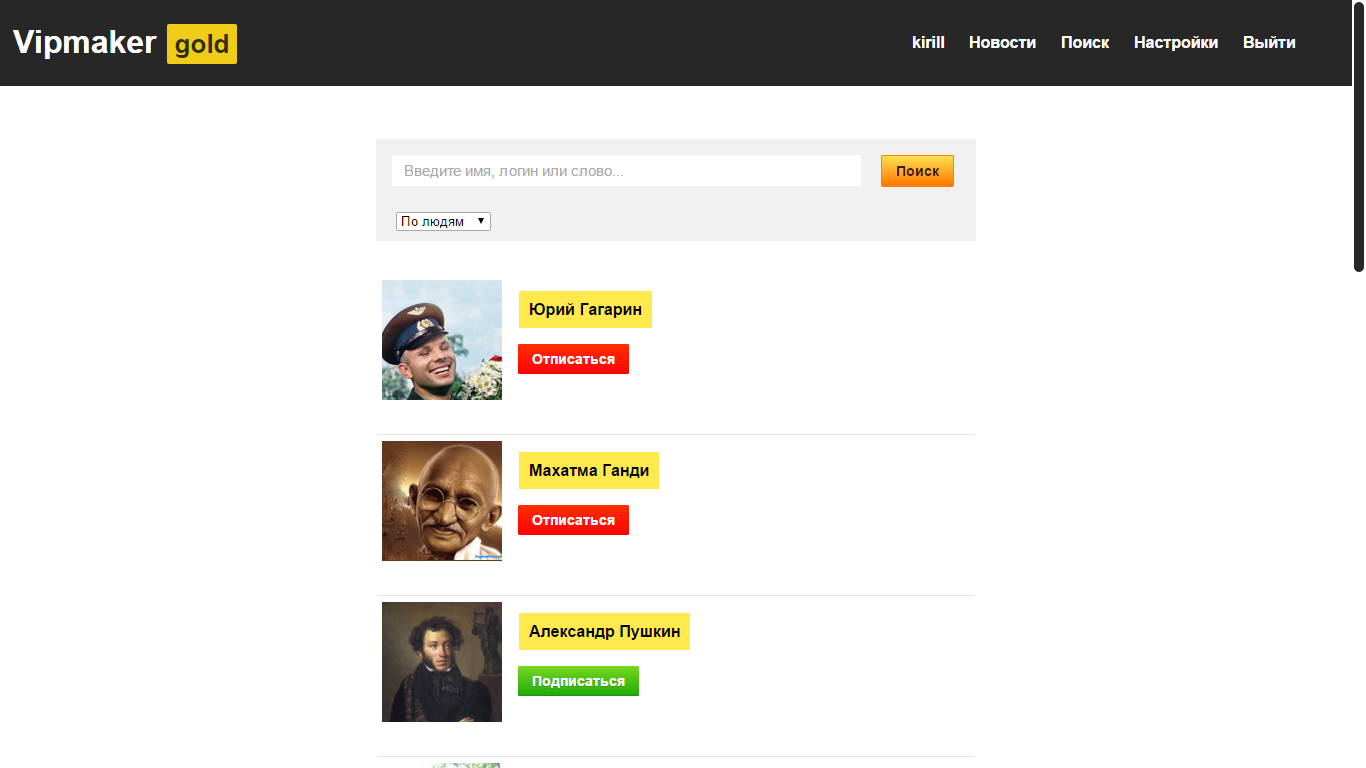 Vipmaker gold
kirill Новости Поиск Настройки Выйти
Введите имя, логин или слово...
Поиск
По людям
Юрий Гагарин
Отписаться
Махатма Ганди
Отписаться
Александр Пушкин
Подписаться